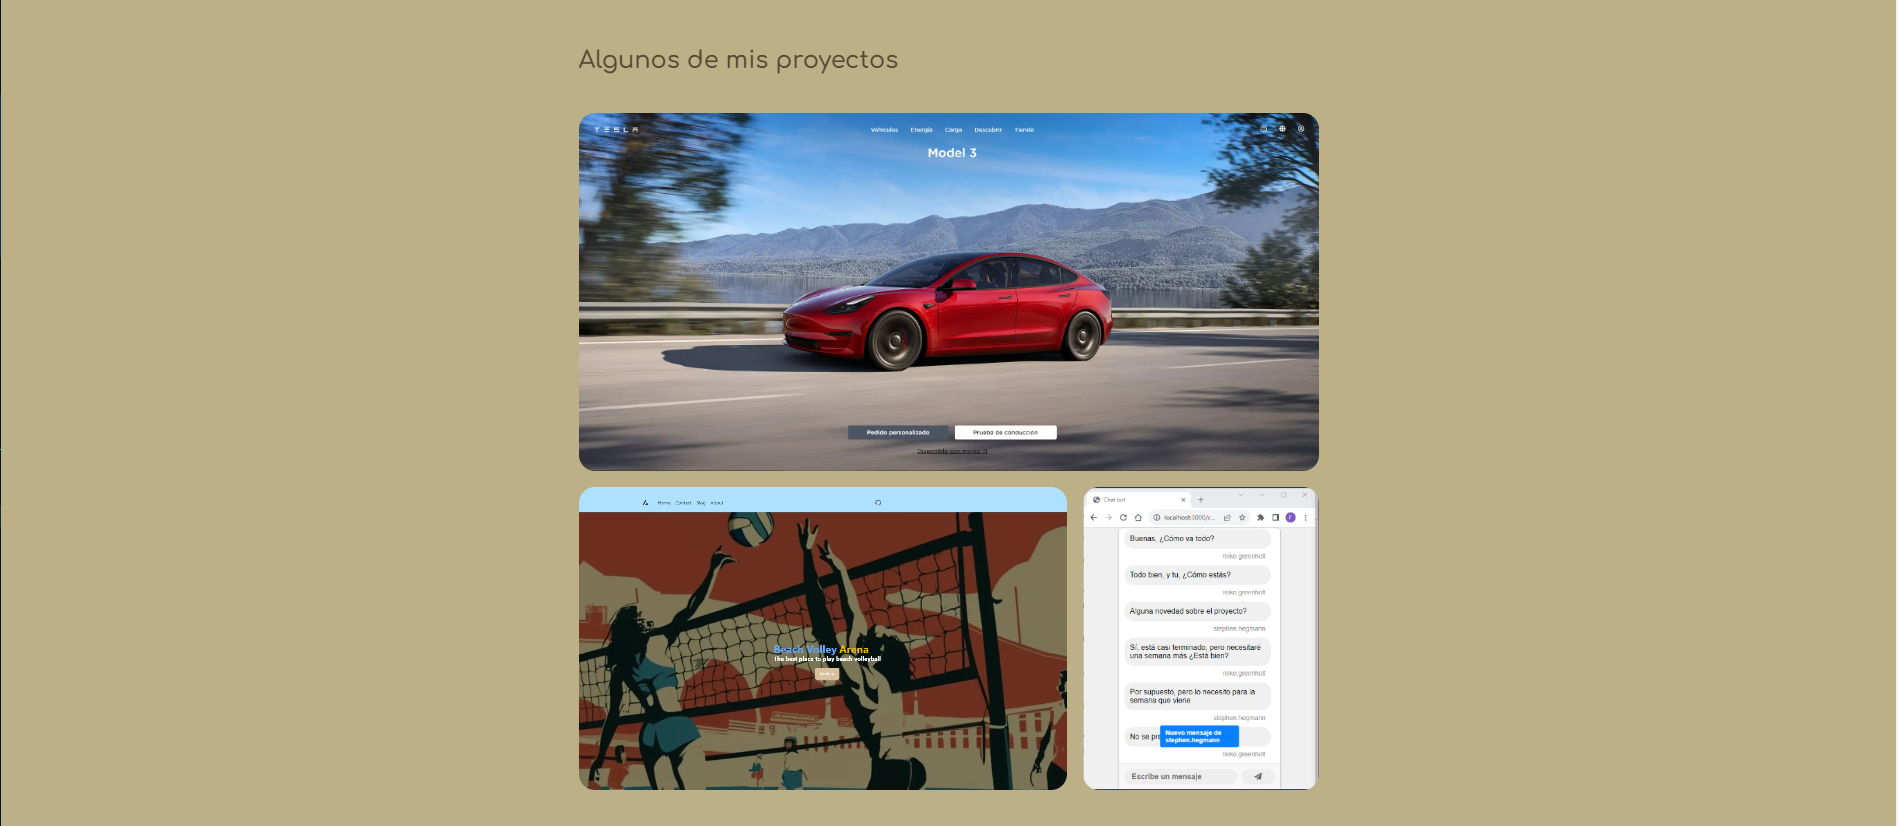 Algunos de mis proyectos
TESLA
Vehículos Energía Carga Descubrir Tienda
Model 3
Pedido personalizado Prueba de conducción
Disponible con moves III
Home Contact Blog About
Beach Volley Arena
The best place to play beach volleyball
Chat bot
localhost:3000/c...
Buenas, ¿Cómo va todo?
reiko.greenholt
Todo bien, y tu, ¿Cómo estás?
reiko.greenholt
Alguna novedad sobre el proyecto?
stephen.hegmann
Sí, está casi terminado, pero necesitaré
una semana más ¿Está bien?
reiko.greenholt
Por supuesto, pero lo necesito para la
semana que viene
stephen.hegmann
No se pr
Nuevo mensaje de
stephen.hegmann
reiko.greenholt
Escribe un mensaje